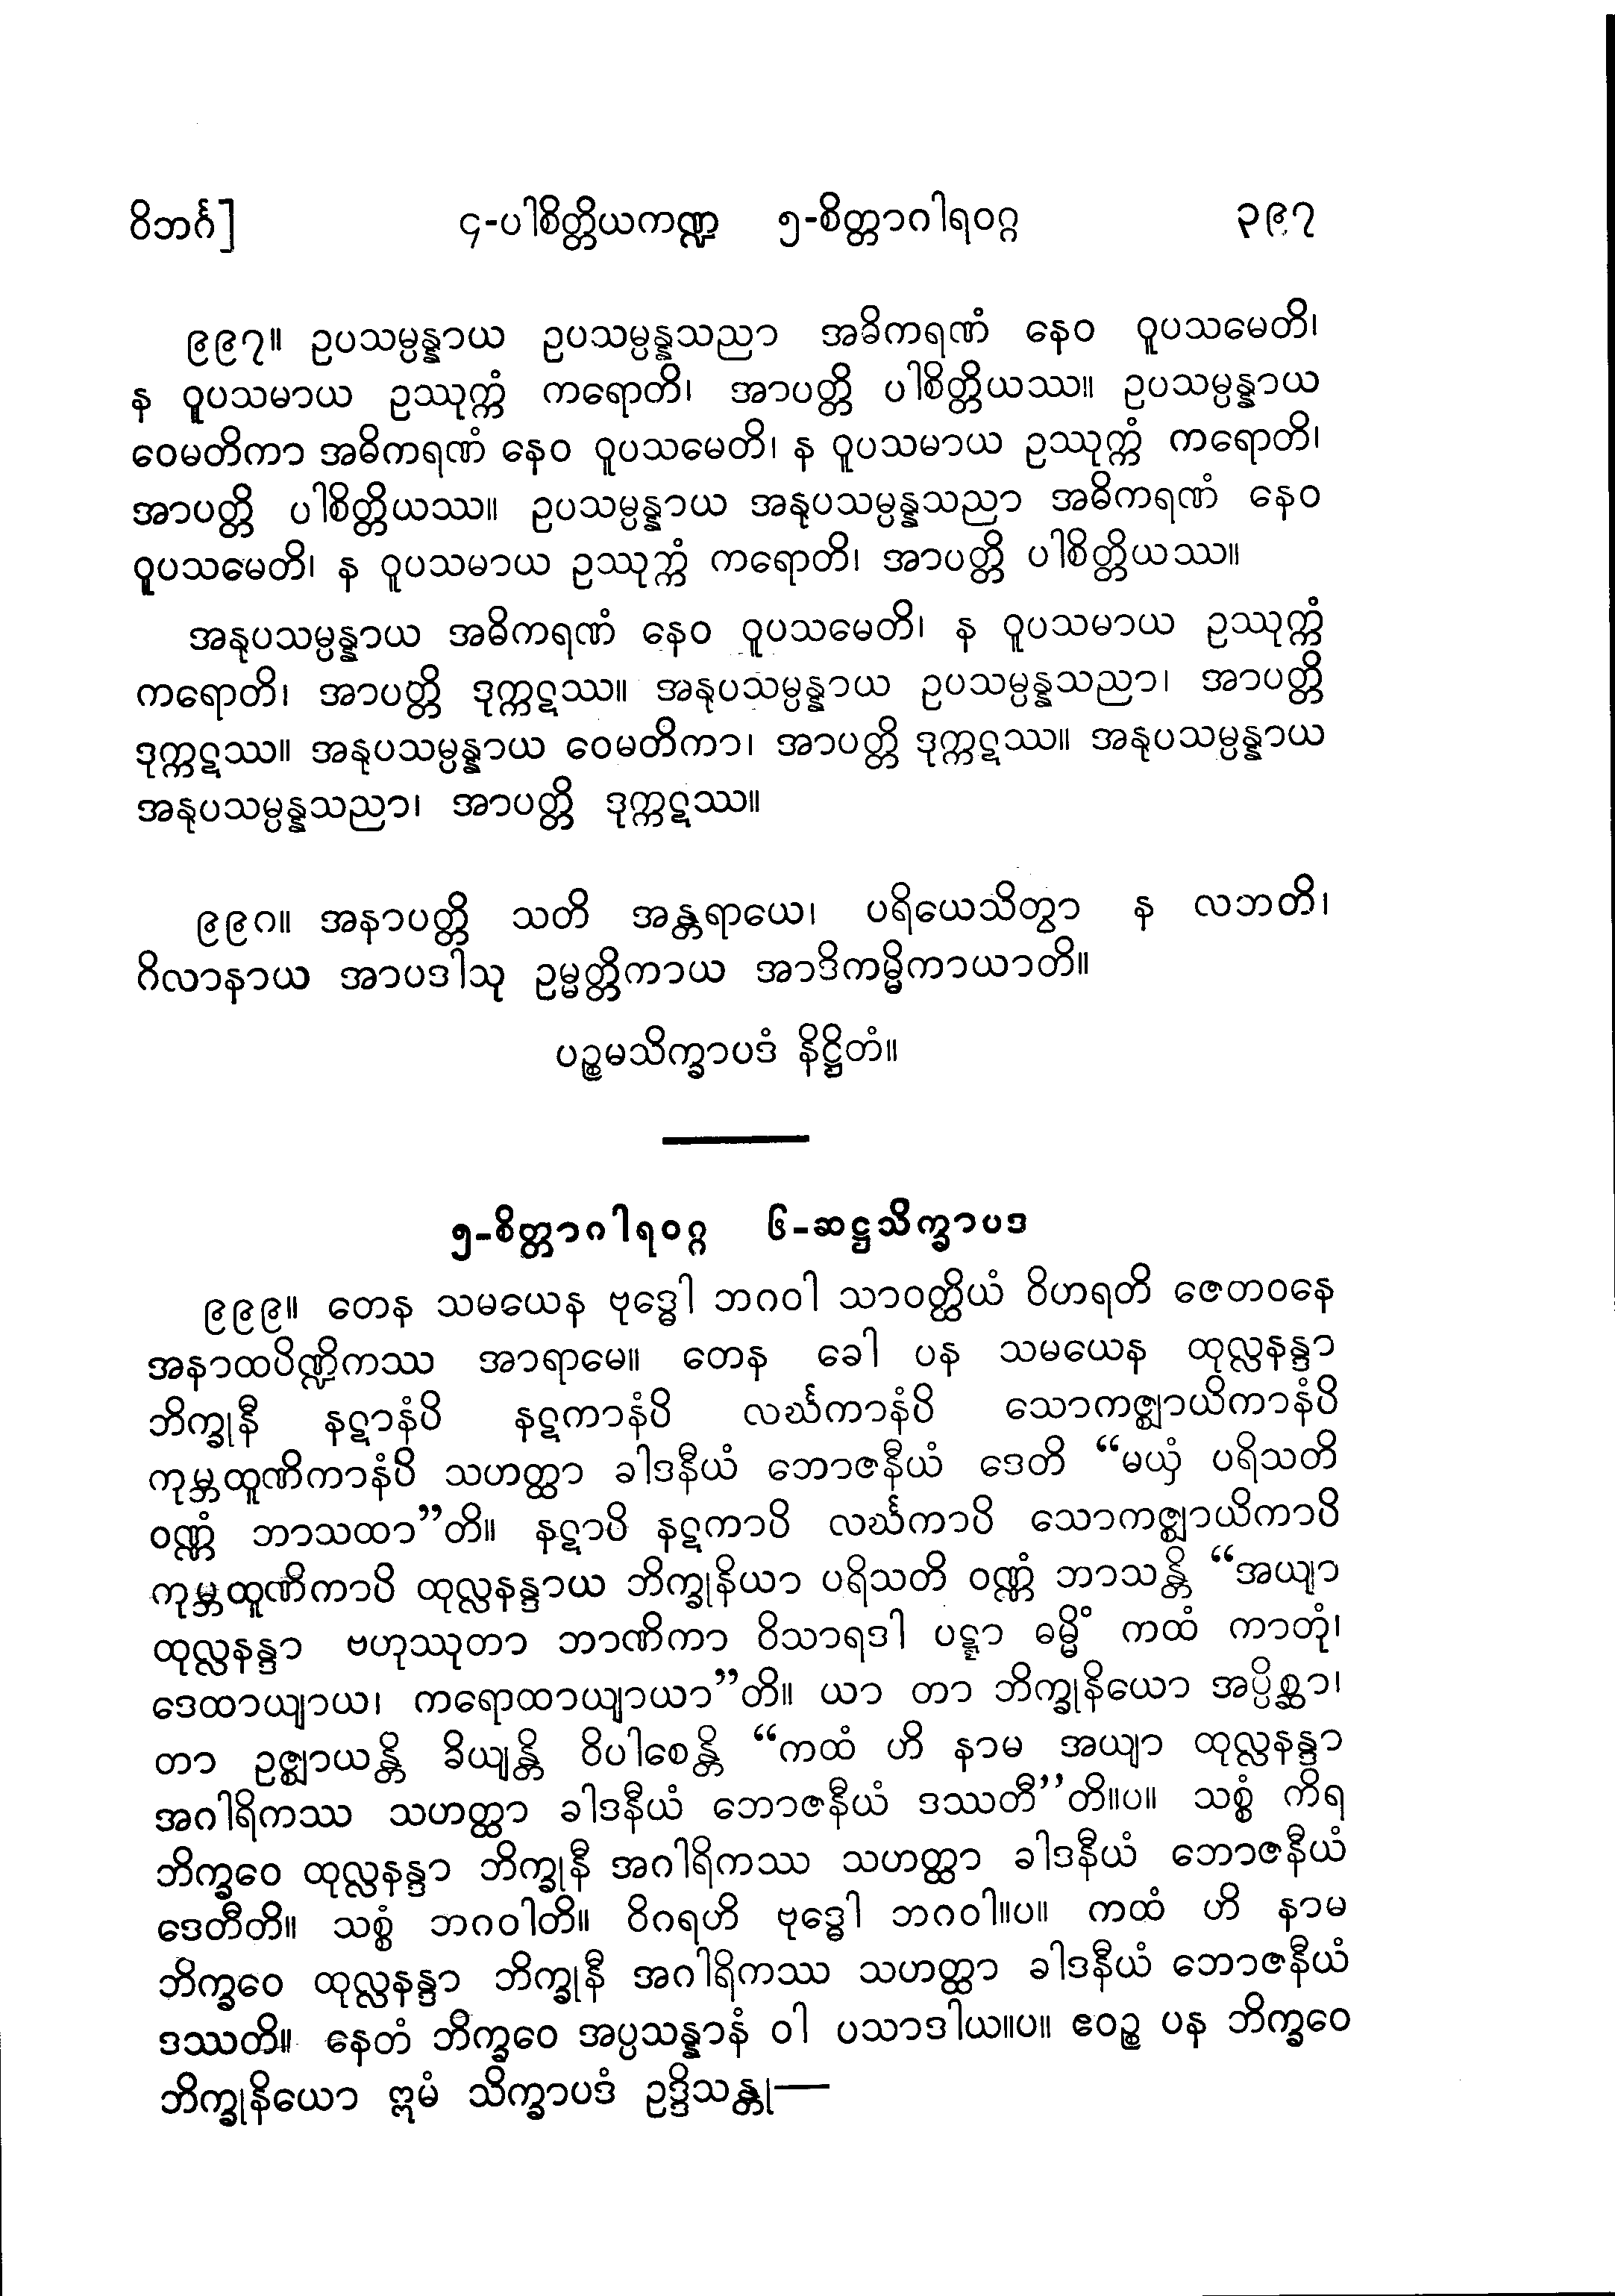 ဝိဘင်္ဂ] ၄-ပါစိတ္တိယကဏ္ဍ ၅-စိတ္တာဂါရဝဂ္ဂ ၃၉၇
၉၉၇။ ဥပသမ္ပန္နာယ ဥပသမ္ပန္နသညာ အဓိကရဏံ နေဝ ဝူပသမေတိ၊
န ဝူပသမာယ ဥဿုက္ကံ ကရောတိ၊ အာပတ္တိ ပါစိတ္တိယဿ။ ဥပသမ္ပန္နာယ
ဝေမတိကာ အဓိကရဏံ နေဝ ဝူပသမေတိ၊ န ဝူပသမာယ ဥဿုက္ကံ ကရောတိ၊
အာပတ္တိ ပါစိတ္တိယဿ။ ဥပသမ္ပန္နာယ အနုပသမ္ပန္နသညာ အဓိကရဏံ နေဝ
ဝူပသမေတိ၊ န ဝူပသမာယ ဥဿုက္ကံ ကရောတိ၊ အာပတ္တိ ပါစိတ္တိယဿ။
အနုပသမ္ပန္နာယ အဓိကရဏံ နေဝ ဝူပသမေတိ၊ န ဝူပသမာယ ဥဿုက္ကံ
ကရောတိ၊ အာပတ္တိ ဒုက္ကဋဿ။ အနုပသမ္ပန္နာယ ဥပသမ္ပန္နသညာ၊ အာပတ္တိ
ဒုက္ကဋဿ။ အနုပသမ္ပန္နာယ ဝေမတိကာ၊ အာပတ္တိ ဒုက္ကဋဿ။ အနုပသမ္ပန္နာယ
အနုပသမ္ပန္နသညာ၊ အာပတ္တိ ဒုက္ကဋဿ။
၉၉၈။ အနာပတ္တိ သတိ အန္တရာယေ၊ ပရိယေသိတွာ န လဘတိ၊
ဂိလာနာယ အာပဒါသု ဥမ္မတ္တိကာယ အာဒိကမ္မိကာယာတိ။
ပဉ္စမသိက္ခာပဒံ နိဋ္ဌိတံ။
၅-စိတ္တာဂါရဝဂ္ဂ ၆-ဆဋ္ဌသိက္ခာပဒ
၉၉၉။ တေန သမယေန ဗုဒ္ဓေါ ဘဂဝါ သာဝတ္ထိယံ ဝိဟရတိ ဇေတဝနေ
အနာထပိဏ္ဍိကဿ အာရာမေ။ တေန ခေါ ပန သမယေန ထုလ္လနန္ဒာ
ဘိက္ခုနီ နဋာနံပိ နဋကာနံပိ လင်္ဃကာနံပိ သောကဇ္ဈာယိကာနံပိ
ကုမ္ဘထူဏိကာနံပိ သဟတ္ထာ ခါဒနီယံ ဘောဇနီယံ ဒေတိ “မယှံ ပရိသတိ
ဝဏ္ဏံ ဘာသထာ”တိ။ နဋာပိ နဋကာပိ လင်္ဃကာပိ သောကဇ္ဈာယိကာပိ
ကုမ္ဘထူဏိကာပိ ထုလ္လနန္ဒာယ ဘိက္ခုနိယာ ပရိသတိ ဝဏ္ဏံ ဘာသန္တိ “အယျာ
ထုလ္လနန္ဒာ ဗဟုဿုတာ ဘာဏိကာ ဝိသာရဒါ ပဋ္ဋာ ဓမ္မိံ ကထံ ကာတုံ၊
ဒေထာယျာယ၊ ကရောထာယျာယာ”တိ။ ယာ တာ ဘိက္ခုနိယော အပ္ပိစ္ဆာ၊
တာ ဥဇ္ဈာယန္တိ ခိယျန္တိ ဝိပါစေန္တိ “ကထံ ဟိ နာမ အယျာ ထုလ္လနန္ဒာ
အဂါရိကဿ သဟတ္ထာ ခါဒနီယံ ဘောဇနီယံ ဒဿတီ”တိ။ပ။ သစ္စံ ကိရ
ဘိက္ခဝေ ထုလ္လနန္ဒာ ဘိက္ခုနီ အဂါရိကဿ သဟတ္ထာ ခါဒနီယံ ဘောဇနီယံ
ဒေတီတိ။ သစ္စံ ဘဂဝါတိ။ ဝိဂရဟိ ဗုဒ္ဓေါ ဘဂဝါ။ပ။ ကထံ ဟိ နာမ
ဘိက္ခဝေ ထုလ္လနန္ဒာ ဘိက္ခုနီ အဂါရိကဿ သဟတ္ထာ ခါဒနီယံ ဘောဇနီယံ
ဒဿတိ။ နေတံ ဘိက္ခဝေ အပ္ပသန္နာနံ ဝါ ပသာဒါယ။ပ။ ဧဝဉ္စ ပန ဘိက္ခဝေ
ဘိက္ခုနိယော ဣမံ သိက္ခာပဒံ ဥဒ္ဒိသန္တု—